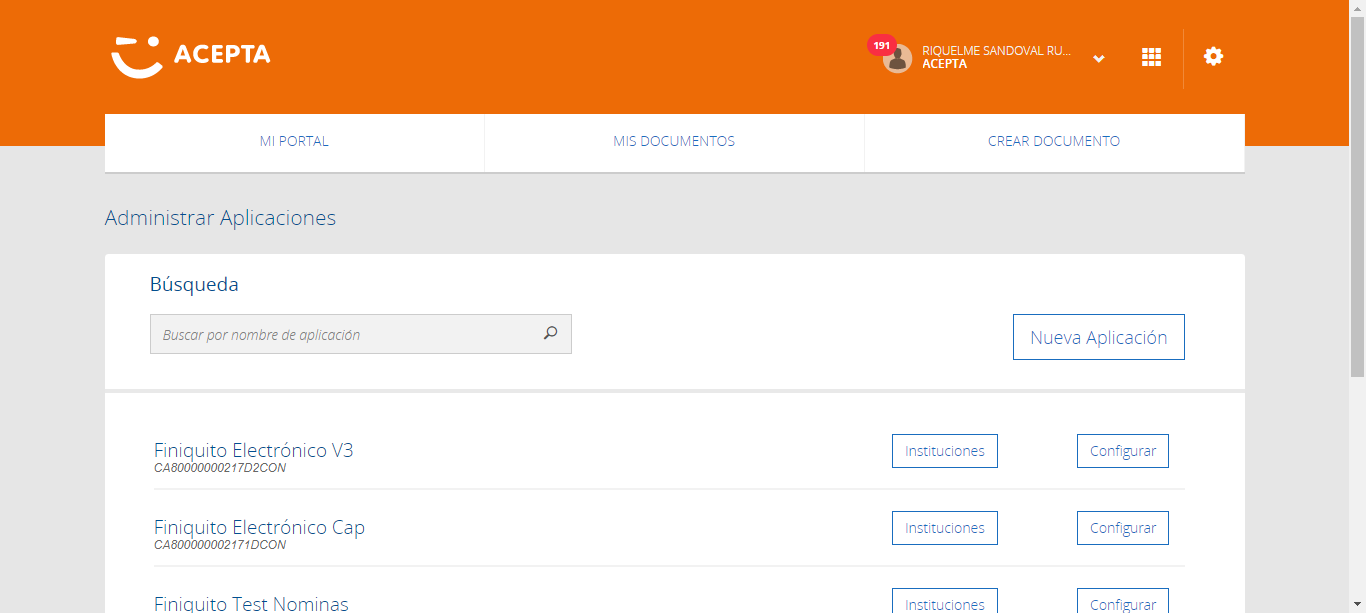 ACEPTA
191
RIQUELME SANDOVAL RU...
ACEPTA
MI PORTAL
MIS DOCUMENTOS
CREAR DOCUMENTO
Administrar Aplicaciones
Búsqueda
Buscar por nombre de aplicación
Nueva Aplicación
Finiquito Electrónico V3
CA80000000217D2CON
Instituciones
Configurar
Finiquito Electrónico Cap
CA800000002171DCON
Instituciones
Configurar
Finiquito Test Nominas
Instituciones
Configurar